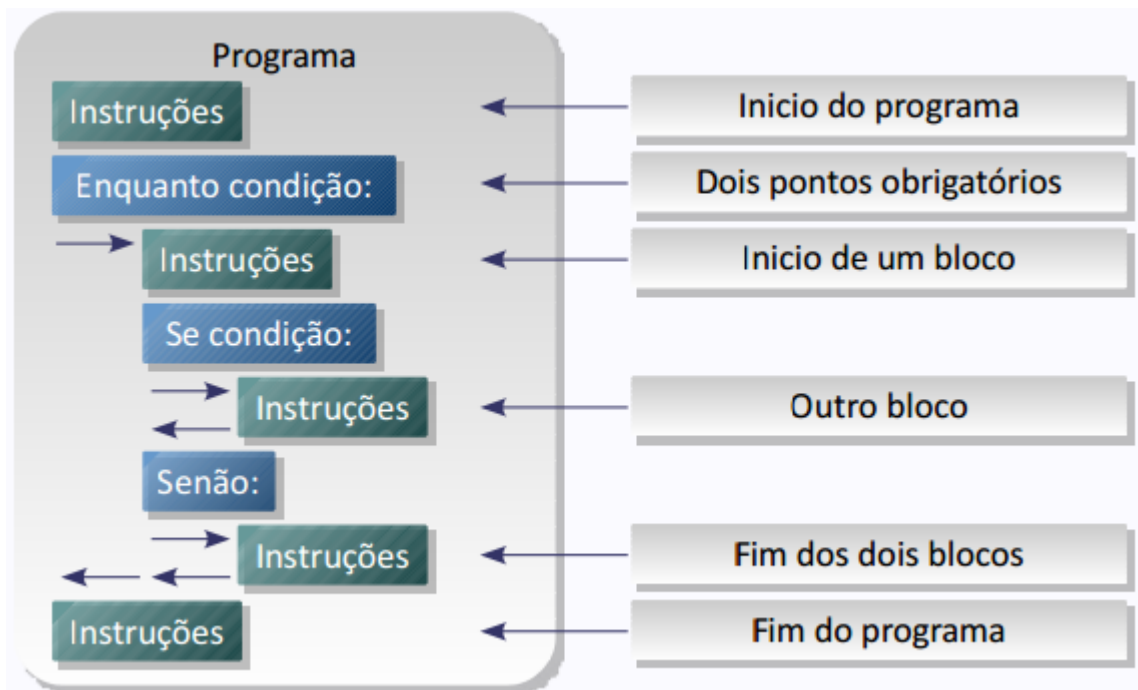 Programa
Instruções
Inicio do programa
Enquanto condição:
Dois pontos obrigatórios
Instruções
Inicio de um bloco
Se condição:
Instruções
Outro bloco
Senão:
Instruções
Fim dos dois blocos
Instruções
Fim do programa